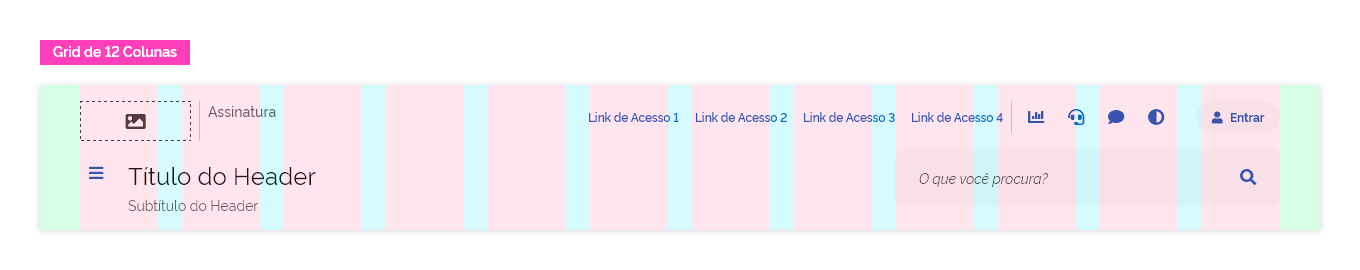 Grid de 12 Colunas
Assinatura
Link de Acesso 1
Link de Acesso 2
Link de Acesso 3
Link de Acesso 4
Entrar
Título do Header
O que você procura?
Subtítulo do Header